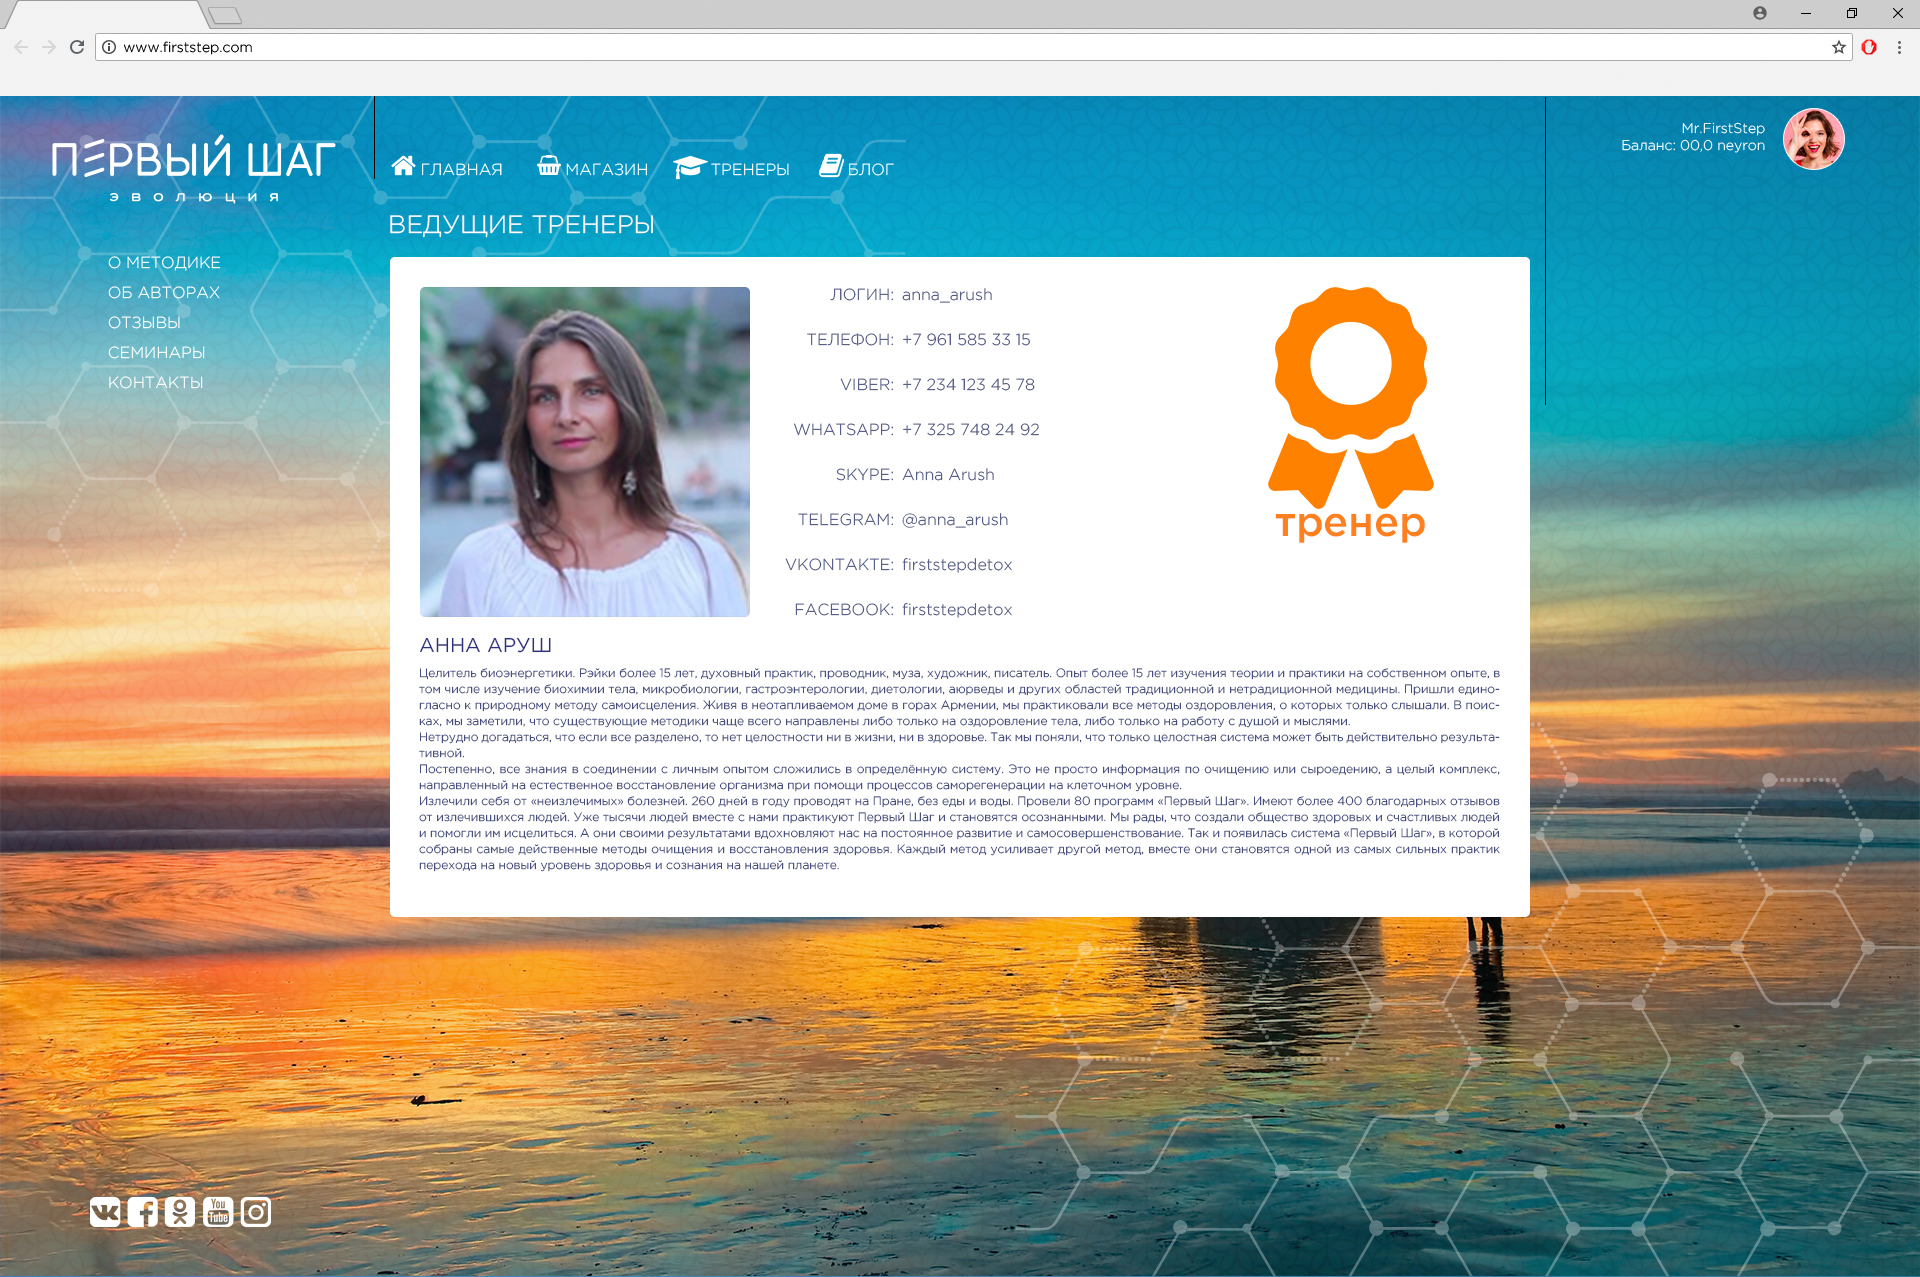 www.firststep.com
Mr.FirstStep
Баланс: 00,0 neyron
ПЕРВЫЙ ШАГ
ЭВОЛЮЦИЯ
ГЛАВНАЯ МАГАЗИН ТРЕНЕРЫ БЛОГ
ВЕДУЩИЕ ТРЕНЕРЫ
О МЕТОДИКЕ
ОБ АВТОРАХ
ОТЗЫВЫ
СЕМИНАРЫ
КОНТАКТЫ
ЛОГИН: anna_arush
ТЕЛЕФОН: +7 961 585 33 15
VIBER: +7 234 123 45 78
WHATSAPP: +7 325 748 24 92
SKYPE: Anna Arush
TELEGRAM: @anna_arush
VKONTAKTE: firststepdetox
FACEBOOK: firststepdetox
тренер
АННА АРУШ
Целитель биоэнергетики. Рэйки более 15 лет, духовный практик, проводник, муза, художник, писатель. Опыт более 15 лет изучения теории и практики на собственном опыте, в
том числе изучение биохимии тела, микробиологии, гастроэнтерологии, диетологии, аюрведы и других областей традиционной и нетрадиционной медицины. Пришли едино-
гласно к природному методу самоисцеления. Живя в неотапливаемом доме в горах Армении, мы практиковали все методы оздоровления, о которых только слышали. В поис-
ках, мы заметили, что существующие методики чаще всего направлены либо только на оздоровление тела, либо только на работу с душой и мыслями.
Нетрудно догадаться, что если все разделено, то нет целостности ни в жизни, ни в здоровье. Так мы поняли, что только целостная система может быть действительно результа-
тивной.
Постепенно, все знания в соединении с личным опытом сложились в определённую систему. Это не просто информация по очищению или сыроедению, а целый комплекс,
направленный на естественное восстановление организма при помощи процессов саморегенерации на клеточном уровне.
Излечили себя от «неизлечимых» болезней. 260 дней в году проводят на Пране, без еды и воды. Провели 80 программ «Первый Шаг». Имеют более 400 благодарных отзывов
от излечившихся людей. Уже тысячи людей вместе с нами практикуют Первый Шаг и становятся осознанными. Мы рады, что создали общество здоровых и счастливых людей
и помогли им исцелиться. А они своими результатами вдохновляют нас на постоянное развитие и самосовершенствование. Так и появилась система «Первый Шаг», в которой
собраны самые действенные методы очищения и восстановления здоровья. Каждый метод усиливает другой метод, вместе они становятся одной из самых сильных практик
перехода на новый уровень здоровья и сознания на нашей планете.
You
Tube